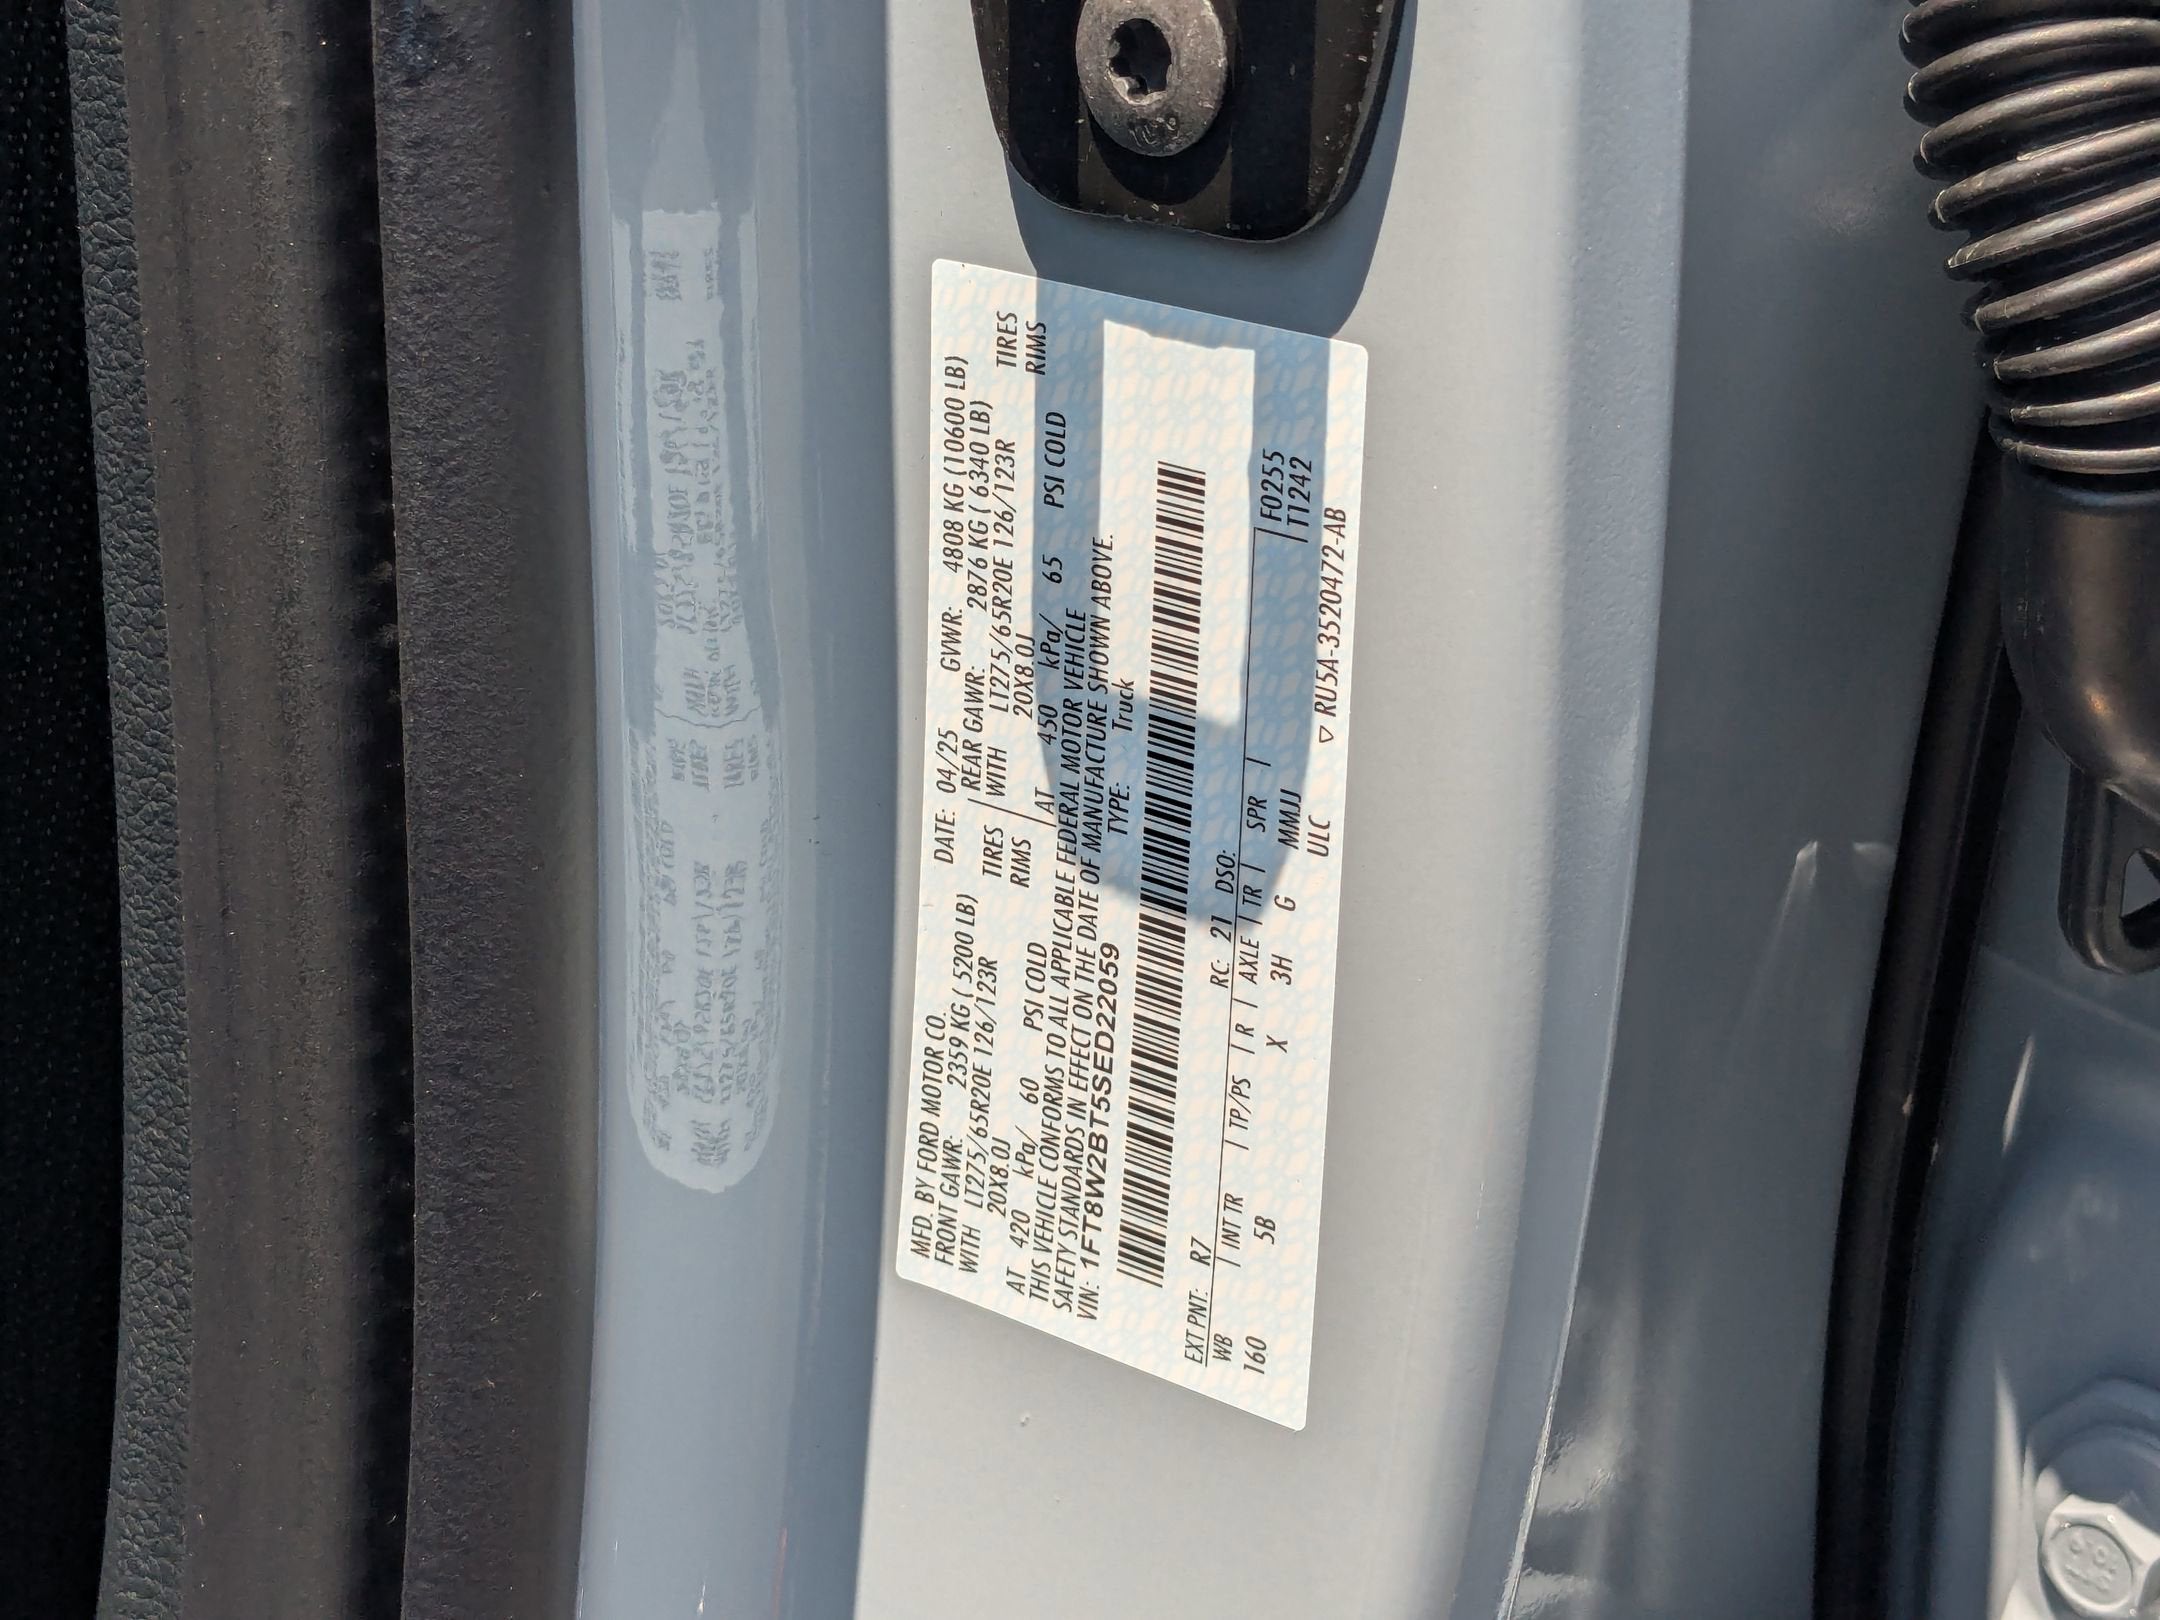 MFD. BY FORD MOTOR CO. DATE: 04/25 GVWR: 4808 KG (10600 LB)
FRONT GAWR: 2359 KG ( 5200 LB) REAR GAWR: 2876 KG ( 6340 LB)
WITH LT275/65R20E 126/123R TIRES WITH LT275/65R20E 126/123R TIRES
20X8.0J RIMS 20X8.0J RIMS
AT 420 kPa/ 60 PSI COLD AT 450 kPa/ 65 PSI COLD
THIS VEHICLE CONFORMS TO ALL APPLICABLE FEDERAL MOTOR VEHICLE
SAFETY STANDARDS IN EFFECT ON THE DATE OF MANUFACTURE SHOWN ABOVE.
VIN: 1FT8W2BT5SED22059 TYPE: Truck
EXT PNT: R7 RC: 21 DSO: F0255
WB | INT TR | TP/PS | R | AXLE | TR | SPR | T1242
160 5B X 3H G MMJJ
ULC ▽ RU5A-3520472-AB